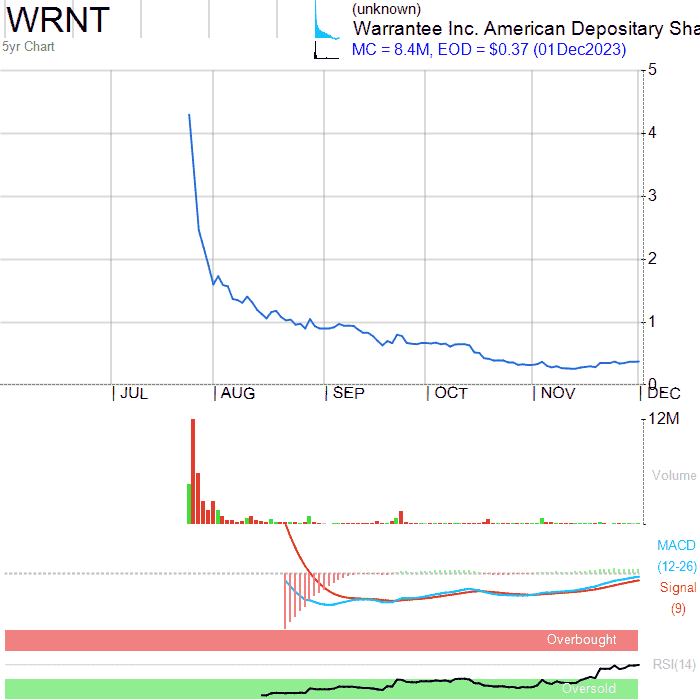 WRNT
(unknown)
Warrantee Inc. American Depositary Sha
5yr Chart
MC = 8.4M, EOD = $0.37 (01Dec2023)
5
4
3
2
1
0
JUL AUG SEP OCT NOV DEC
12M
Volume
MACD
(12-26)
Signal
(9)
Overbought
RSI(14)
Oversold